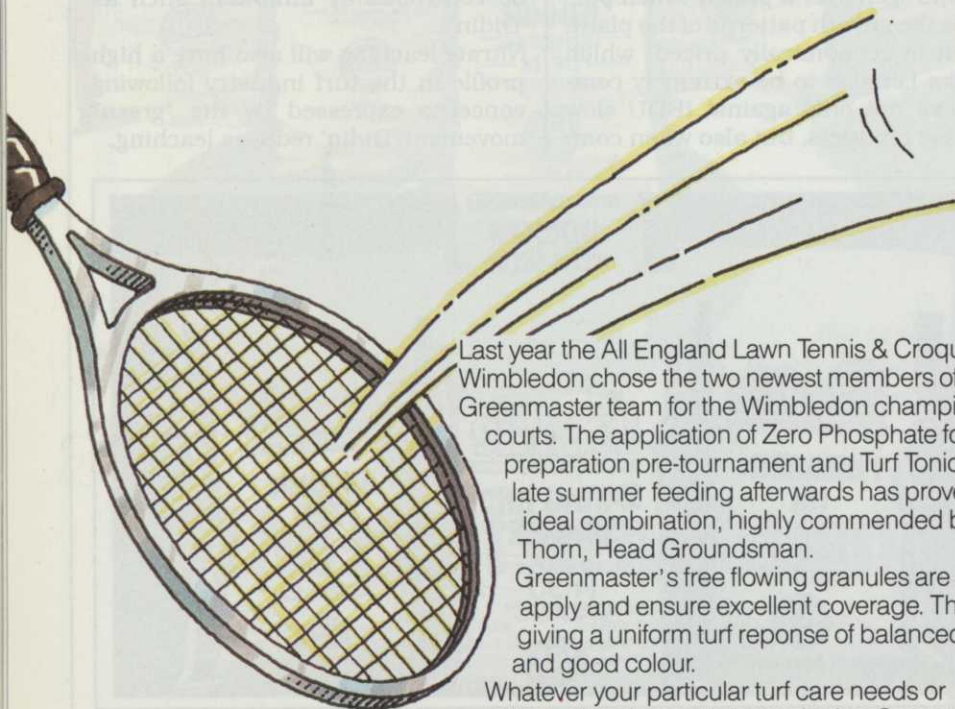 Last year the All England Lawn Tennis & Croqu
Wimbledon chose the two newest members of
Greenmaster team for the Wimbledon champi
courts. The application of Zero Phosphate fo
preparation pre-tournament and Turf Tonic
late summer feeding afterwards has prove
ideal combination, highly commended b
Thorn, Head Groundsman.
Greenmaster's free flowing granules are
apply and ensure excellent coverage. Th
giving a uniform turf reponse of balanced
and good colour.
Whatever your particular turf care needs or